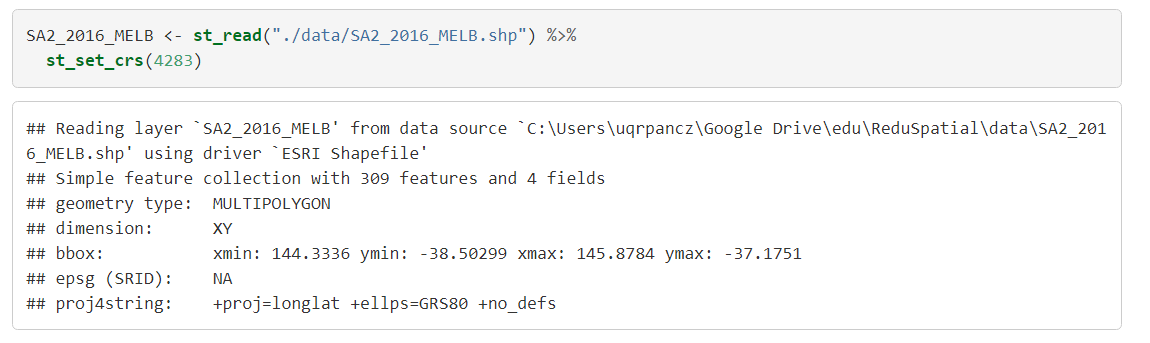 SA2_2016_MELB <- st_read("./data/SA2_2016_MELB.shp") %>%
  st_set_crs(4283)
## Reading layer `SA2_2016_MELB' from data source `C:\Users\uqrpancz\Google Drive\edu\ReduSpatial\data\SA2_201
6_MELB.shp' using driver `ESRI Shapefile'
## Simple feature collection with 309 features and 4 fields
## geometry type:  MULTIPOLYGON
## dimension:      XY
## bbox:           xmin: 144.3336 ymin: -38.50299 xmax: 145.8784 ymax: -37.1751
## epsg (SRID):    NA
## proj4string:    +proj=longlat +ellps=GRS80 +no_defs